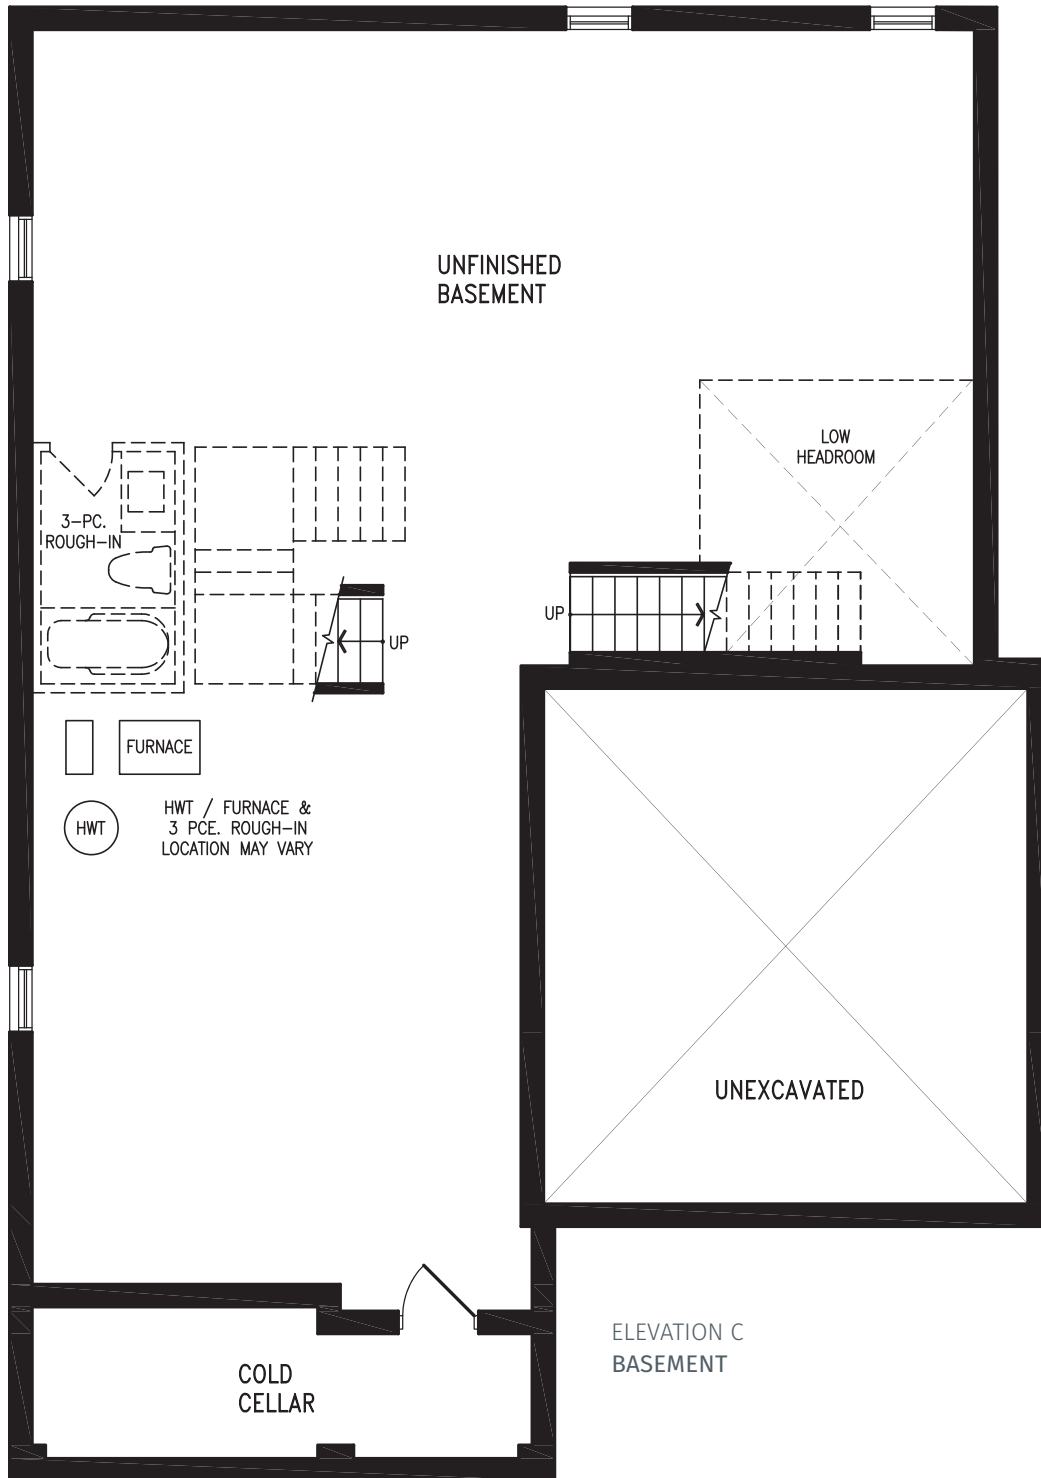 UNFINISHED
BASEMENT
LOW
HEADROOM
3-PC.
ROUGH-IN
UP
UP
FURNACE
HWT
HWT / FURNACE &
3 PCE. ROUGH-IN
LOCATION MAY VARY
UNEXCAVATED
ELEVATION C
BASEMENT
COLD
CELLAR